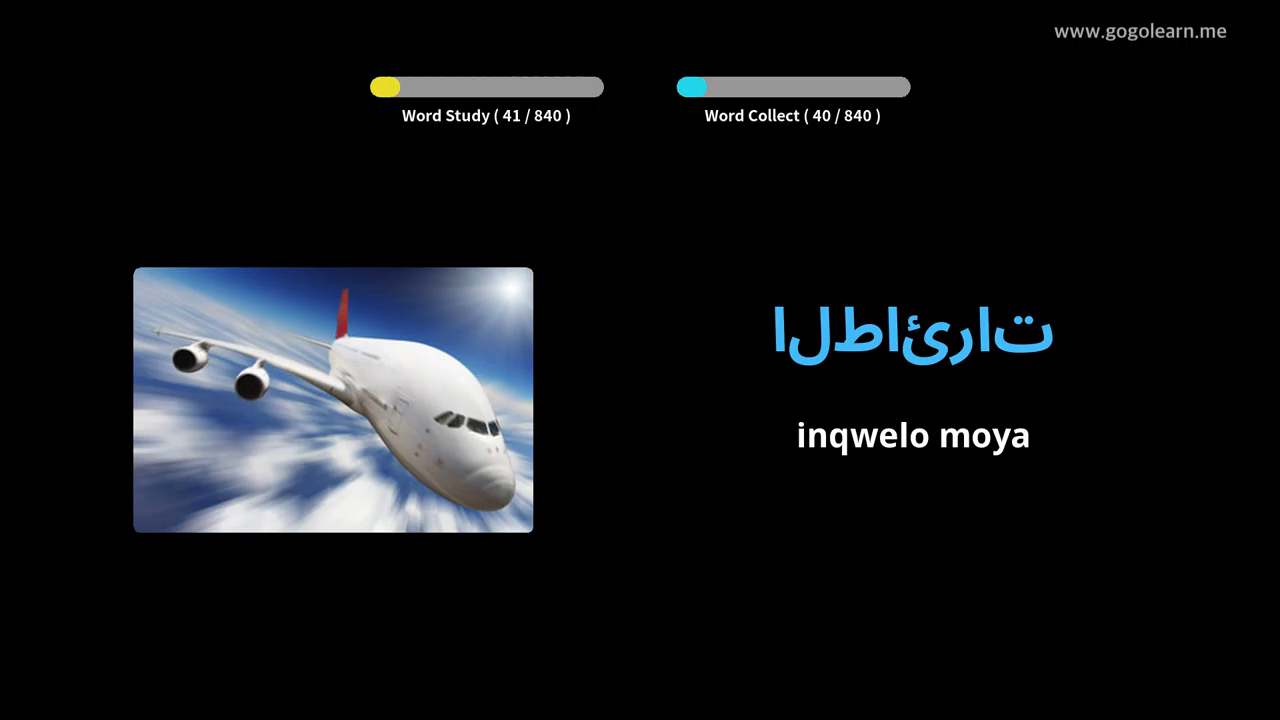 www.gogolearn.me
Word Study ( 41 / 840 )
Word Collect ( 40 / 840 )
الطائرات
inqwelo moya